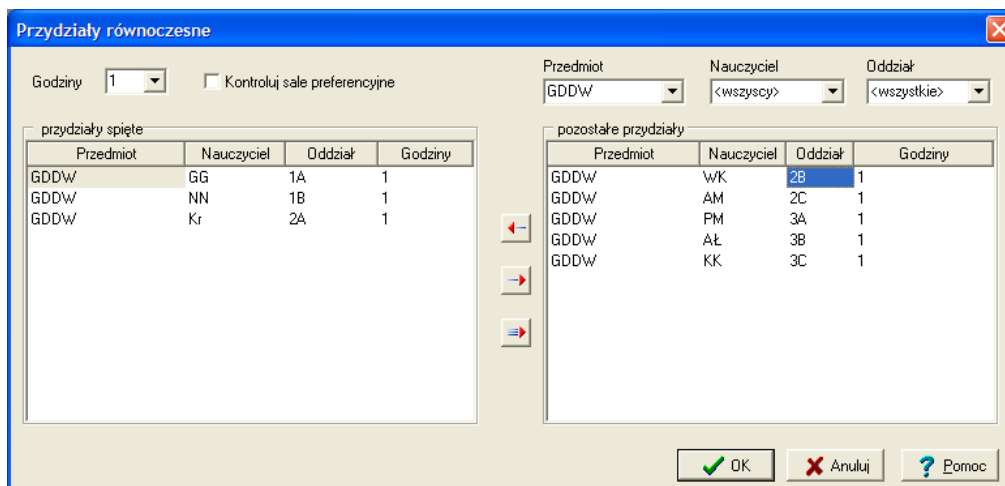 Przydziały równoczesne
Godziny 1 Kontroluj sale preferencyjne
Przedmiot Nauczyciel Oddział
GDDW <wszyscy> <wszystkie>
przydziały spięte
Przedmiot Nauczyciel Oddział Godziny
GDDW GG 1A 1
GDDW NN 1B 1
GDDW Kr 2A 1
pozostałe przydziały
Przedmiot Nauczyciel Oddział Godziny
GDDW WK 2B 1
GDDW AM 2C 1
GDDW PM 3A 1
GDDW AŁ 3B 1
GDDW KK 3C 1
OK Anuluj Pomoc